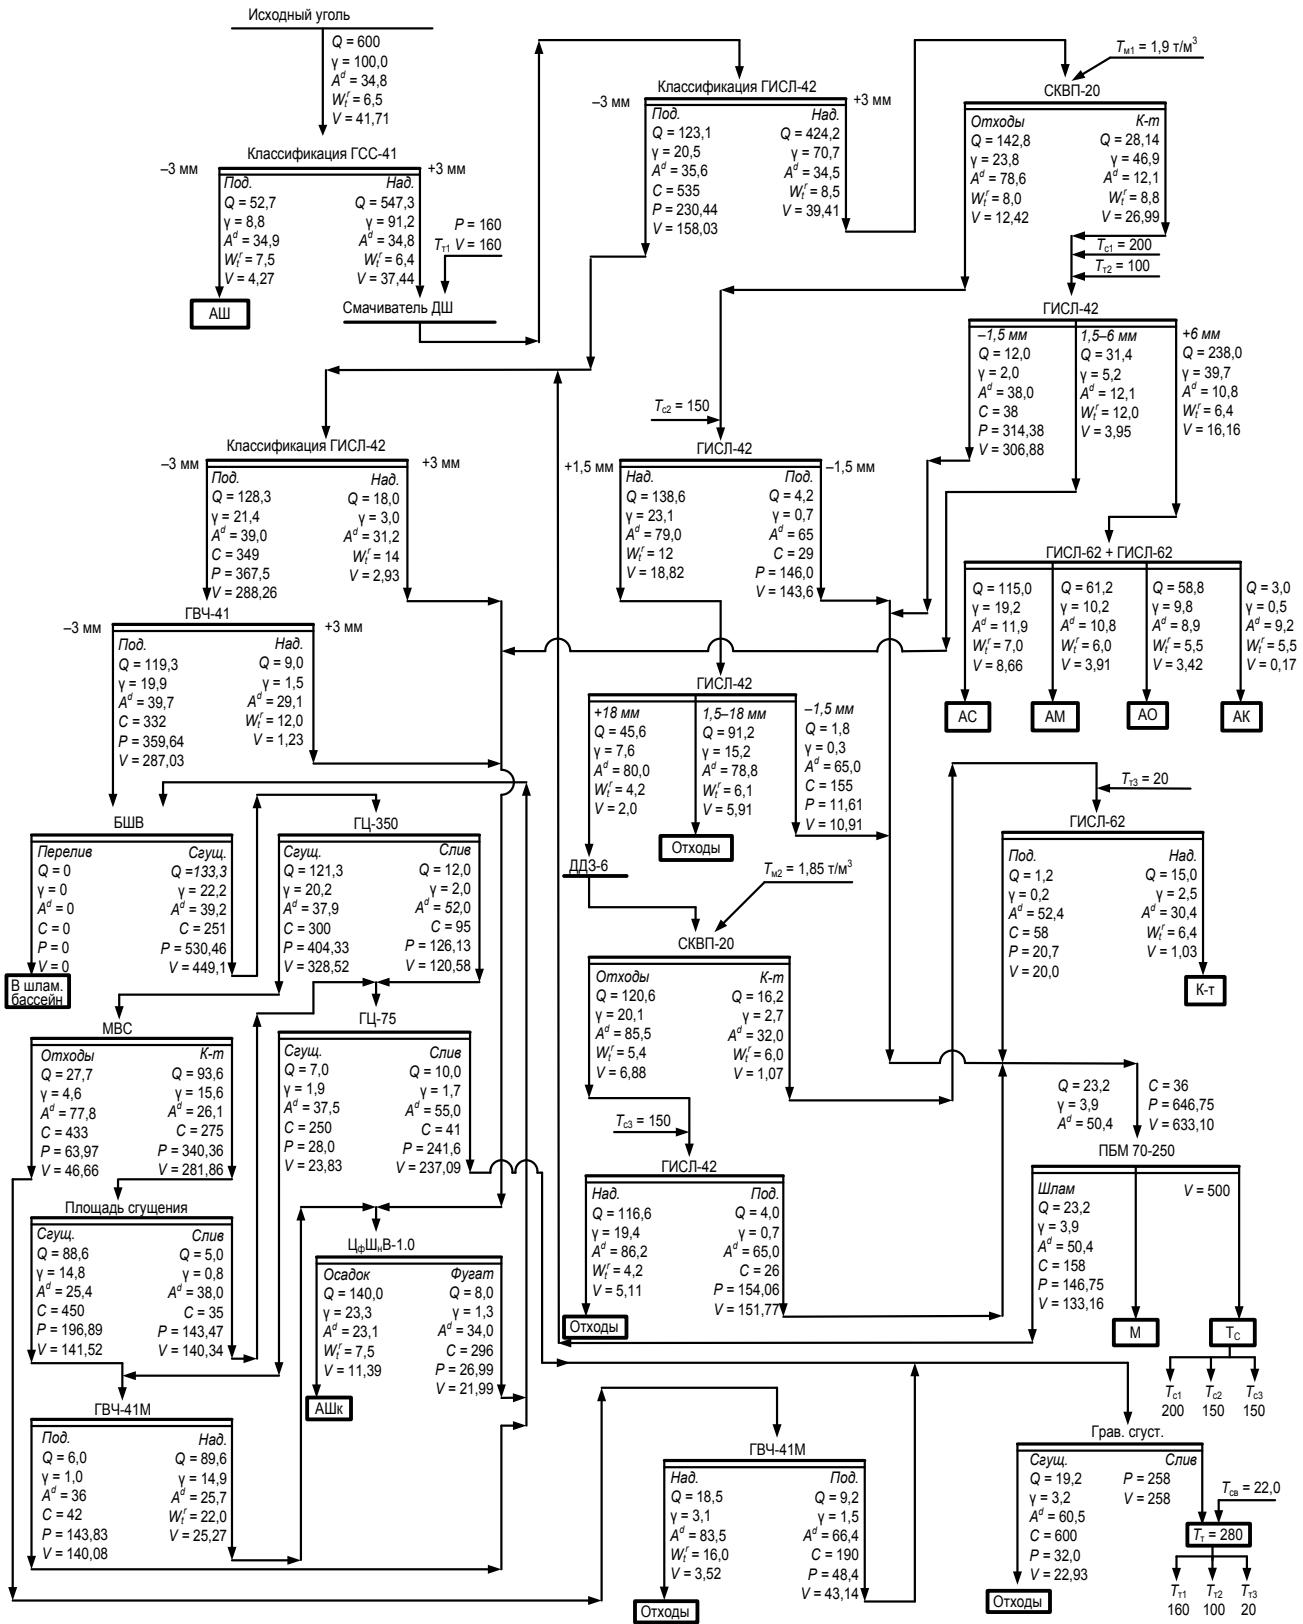 Исходный уголь
Q = 600
γ = 100,0
A^d = 34,8
W_t^r = 6,5
V = 41,71
Классификация ГСС-41
–3 мм
+3 мм
Под.
Q = 52,7
γ = 8,8
A^d = 34,9
W_t^r = 7,5
V = 4,27
АШ
Над.
Q = 547,3
γ = 91,2
A^d = 34,8
W_t^r = 6,4
V = 37,44
P = 160
T_т1 V = 160
Смачиватель ДШ
Классификация ГИСЛ-42
–3 мм
+3 мм
Под.
Q = 123,1
γ = 20,5
A^d = 35,6
C = 535
P = 230,44
V = 158,03
Над.
Q = 424,2
γ = 70,7
A^d = 34,5
W_t^r = 8,5
V = 39,41
T_м1 = 1,9 т/м³
СКВП-20
Отходы
Q = 142,8
γ = 23,8
A^d = 78,6
W_t^r = 8,0
V = 12,42
К-т
Q = 28,14
γ = 46,9
A^d = 12,1
W_t^r = 8,8
V = 26,99
T_с1 = 200
T_т2 = 100
ГИСЛ-42
–1,5 мм
Q = 12,0
γ = 2,0
A^d = 38,0
C = 38
P = 314,38
V = 306,88
1,5–6 мм
Q = 31,4
γ = 5,2
A^d = 12,1
W_t^r = 12,0
V = 3,95
+6 мм
Q = 238,0
γ = 39,7
A^d = 10,8
W_t^r = 6,4
V = 16,16
Классификация ГИСЛ-42
–3 мм
+3 мм
Под.
Q = 128,3
γ = 21,4
A^d = 39,0
C = 349
P = 367,5
V = 288,26
Над.
Q = 18,0
γ = 3,0
A^d = 31,2
W_t^r = 14
V = 2,93
T_с2 = 150
ГИСЛ-42
+1,5 мм
–1,5 мм
Над.
Q = 138,6
γ = 23,1
A^d = 79,0
W_t^r = 12
V = 18,82
Под.
Q = 4,2
γ = 0,7
A^d = 65
C = 29
P = 146,0
V = 143,6
ГИСЛ-62 + ГИСЛ-62
Q = 115,0
γ = 19,2
A^d = 11,9
W_t^r = 7,0
V = 8,66
АС
Q = 61,2
γ = 10,2
A^d = 10,8
W_t^r = 6,0
V = 3,91
АМ
Q = 58,8
γ = 9,8
A^d = 8,9
W_t^r = 5,5
V = 3,42
АО
Q = 3,0
γ = 0,5
A^d = 9,2
W_t^r = 5,5
V = 0,17
АК
ГВЧ-41
–3 мм
+3 мм
Под.
Q = 119,3
γ = 19,9
A^d = 39,7
C = 332
P = 359,64
V = 287,03
Над.
Q = 9,0
γ = 1,5
A^d = 29,1
W_t^r = 12,0
V = 1,23
ГИСЛ-42
+18 мм
Q = 45,6
γ = 7,6
A^d = 80,0
W_t^r = 4,2
V = 2,0
1,5–18 мм
Q = 91,2
γ = 15,2
A^d = 78,8
W_t^r = 6,1
V = 5,91
Отходы
–1,5 мм
Q = 1,8
γ = 0,3
A^d = 65,0
C = 155
P = 11,61
V = 10,91
ДДЗ-6
T_м2 = 1,85 т/м³
T_т3 = 20
ГИСЛ-62
Под.
Q = 1,2
γ = 0,2
A^d = 52,4
C = 58
P = 20,7
V = 20,0
Над.
Q = 15,0
γ = 2,5
A^d = 30,4
W_t^r = 6,4
V = 1,03
К-т
БШВ
Перелив
Q = 0
γ = 0
A^d = 0
C = 0
P = 0
V = 0
В шлам.
бассейн
Сгущ.
Q=133,3
γ = 22,2
A^d = 39,2
C = 251
P = 530,46
V = 449,1
ГЦ-350
Сгущ.
Q = 121,3
γ = 20,2
A^d = 37,9
C = 300
P = 404,33
V = 328,52
Слив
Q = 12,0
γ = 2,0
A^d = 52,0
C = 95
P = 126,13
V = 120,58
СКВП-20
Отходы
Q = 120,6
γ = 20,1
A^d = 85,5
W_t^r = 5,4
V = 6,88
К-т
Q = 16,2
γ = 2,7
A^d = 32,0
W_t^r = 6,0
V = 1,07
МВС
Отходы
Q = 27,7
γ = 4,6
A^d = 77,8
C = 433
P = 63,97
V = 46,66
К-т
Q = 93,6
γ = 15,6
A^d = 26,1
C = 275
P = 340,36
V = 281,86
ГЦ-75
Сгущ.
Q = 7,0
γ = 1,9
A^d = 37,5
C = 250
P = 28,0
V = 23,83
Слив
Q = 10,0
γ = 1,7
A^d = 55,0
C = 41
P = 241,6
V = 237,09
T_с3 = 150
ГИСЛ-42
Над.
Q = 116,6
γ = 19,4
A^d = 86,2
W_t^r = 4,2
V = 5,11
Отходы
Под.
Q = 4,0
γ = 0,7
A^d = 65,0
C = 26
P = 154,06
V = 151,77
Q = 23,2
γ = 3,9
A^d = 50,4
C = 36
P = 646,75
V = 633,10
ПБМ 70-250
Шлам
Q = 23,2
γ = 3,9
A^d = 50,4
C = 158
P = 146,75
V = 133,16
V = 500
М
T_С
T_с1
200
T_с2
150
T_с3
150
Площадь сгущения
Сгущ.
Q = 88,6
γ = 14,8
A^d = 25,4
C = 450
P = 196,89
V = 141,52
Слив
Q = 5,0
γ = 0,8
A^d = 38,0
C = 35
P = 143,47
V = 140,34
ЦфШнВ-1.0
Осадок
Q = 140,0
γ = 23,3
A^d = 23,1
W_t^r = 7,5
V = 11,39
АШк
Фугат
Q = 8,0
γ = 1,3
A^d = 34,0
C = 296
P = 26,99
V = 21,99
ГВЧ-41М
Под.
Q = 6,0
γ = 1,0
A^d = 36
C = 42
P = 143,83
V = 140,08
Над.
Q = 89,6
γ = 14,9
A^d = 25,7
W_t^r = 22,0
V = 25,27
ГВЧ-41М
Над.
Q = 18,5
γ = 3,1
A^d = 83,5
W_t^r = 16,0
V = 3,52
Отходы
Под.
Q = 9,2
γ = 1,5
A^d = 66,4
C = 190
P = 48,4
V = 43,14
Грав. сгуст.
Сгущ.
Q = 19,2
γ = 3,2
A^d = 60,5
C = 600
P = 32,0
V = 22,93
Отходы
Слив
P = 258
V = 258
T_св = 22,0
T_т = 280
T_т1
160
T_т2
100
T_т3
20